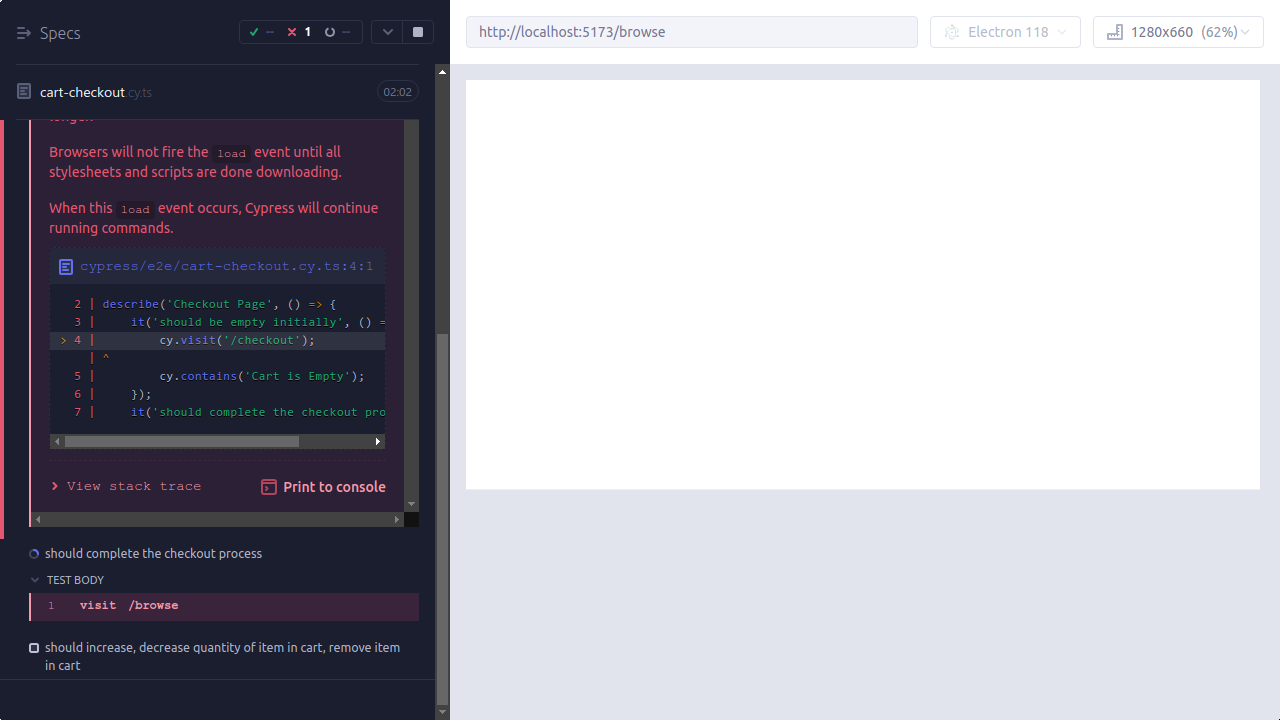 Specs
-- 1 --
http://localhost:5173/browse
Electron 118
1280x660 (62%)
cart-checkout.cy.ts
02:02
longer.
Browsers will not fire the load event until all
stylesheets and scripts are done downloading.
When this load event occurs, Cypress will continue
running commands.
cypress/e2e/cart-checkout.cy.ts:4:1
2 | describe('Checkout Page', () => {
3 |     it('should be empty initially', () =
> 4 |         cy.visit('/checkout');
| ^
5 |         cy.contains('Cart is Empty');
6 |     });
7 |     it('should complete the checkout pro
> View stack trace
Print to console
should complete the checkout process
TEST BODY
1 visit /browse
should increase, decrease quantity of item in cart, remove item
in cart